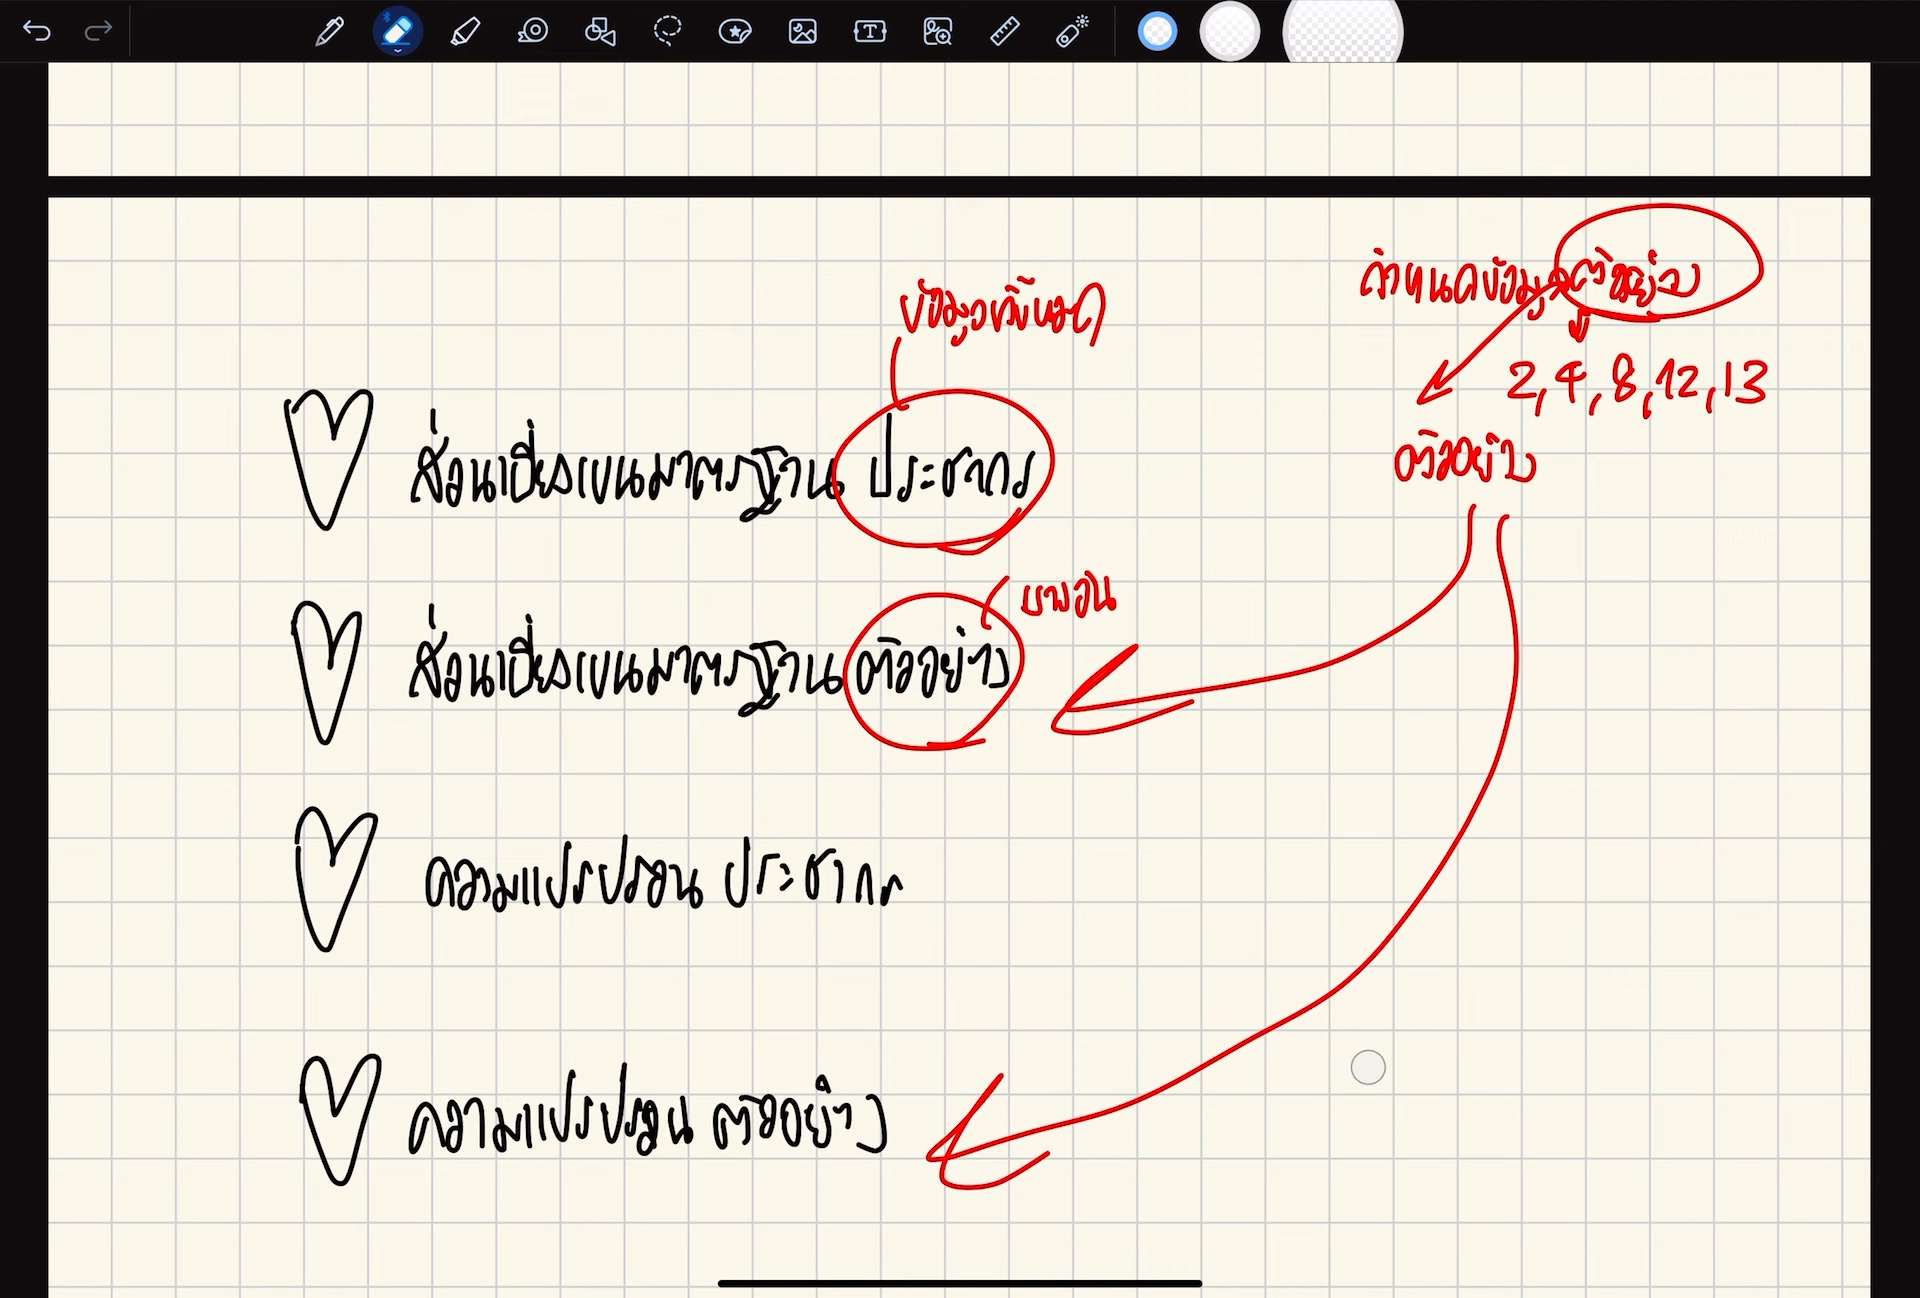 กำหนดข้อมูลตัวอย่าง
ข้อมูลทั้งหมด
2, 4, 8, 12, 13
ส่วนเบี่ยงเบนมาตรฐาน ประชากร
ตัวอย่าง
ส่วนเบี่ยงเบนมาตรฐาน ตัวอย่าง
ความแปรปรวน ประชากร
ความแปรปรวน ตัวอย่าง